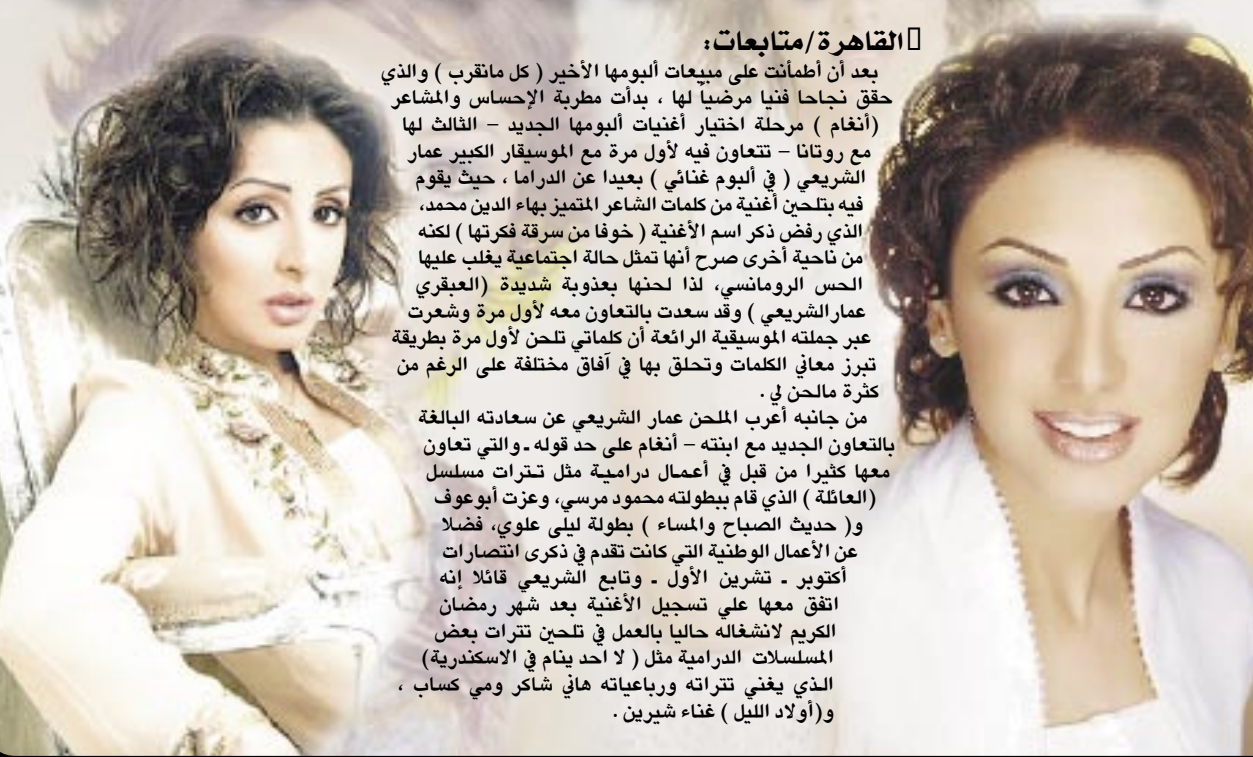 القاهرة/متابعات:
بعد أن أطمأنت على مبيعات ألبومها الأخير ( كل مانقرب ) والذي
حقق نجاحا فنيا مرضياً لها ، بدأت مطربة الإحساس والمشاعر
(أنغام ) مرحلة اختيار أغنيات ألبومها الجديد – الثالث لها
مع روتانا – تتعاون فيه لأول مرة مع الموسيقار الكبير عمار
الشريعي ( في ألبوم غنائي ) بعيدا عن الدراما ، حيث يقوم
فيه بتلحين أغنية من كلمات الشاعر المتميز بهاء الدين محمد،
الذي رفض ذكر اسم الأغنية ( خوفا من سرقة فكرتها ) لكنه
من ناحية أخرى صرح أنها تمثل حالة اجتماعية يغلب عليها
الحس الرومانسي، لذا لحنها بعذوبة شديدة (العبقري
عمارالشريعي ) وقد سعدت بالتعاون معه لأول مرة وشعرت
عبر جملته الموسيقية الرائعة أن كلماتي تلحن لأول مرة بطريقة
تبرز معاني الكلمات وتحلق بها في آفاق مختلفة على الرغم من
كثرة مالحن لي .
من جانبه أعرب الملحن عمار الشريعي عن سعادته البالغة
بالتعاون الجديد مع ابنته – أنغام على حد قوله ـ والتي تعاون
معها كثيرا من قبل في أعمال درامية مثل تترات مسلسل
(العائلة ) الذي قام ببطولته محمود مرسي، وعزت أبوعوف
و( حديث الصباح والمساء ) بطولة ليلى علوي، فضلا
عن الأعمال الوطنية التي كانت تقدم في ذكرى انتصارات
أكتوبر ـ تشرين الأول ـ وتابع الشريعي قائلا إنه
اتفق معها علي تسجيل الأغنية بعد شهر رمضان
الكريم لانشغاله حاليا بالعمل في تلحين تترات بعض
المسلسلات الدرامية مثل ( لا احد ينام في الاسكندرية)
الذي يغني تتراته ورباعياته هاني شاكر ومي كساب ،
و(أولاد الليل ) غناء شيرين .